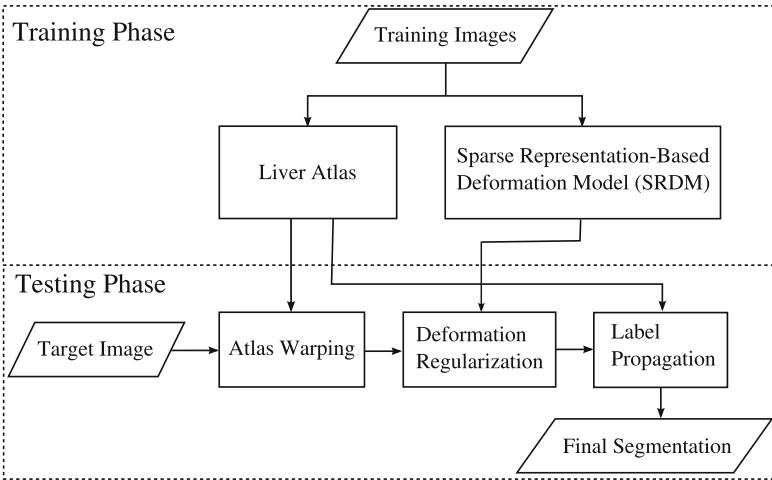 Training Phase
Training Images
Liver Atlas
Sparse Representation-Based
Deformation Model (SRDM)
Testing Phase
Target Image
Atlas Warping
Deformation
Regularization
Label
Propagation
Final Segmentation